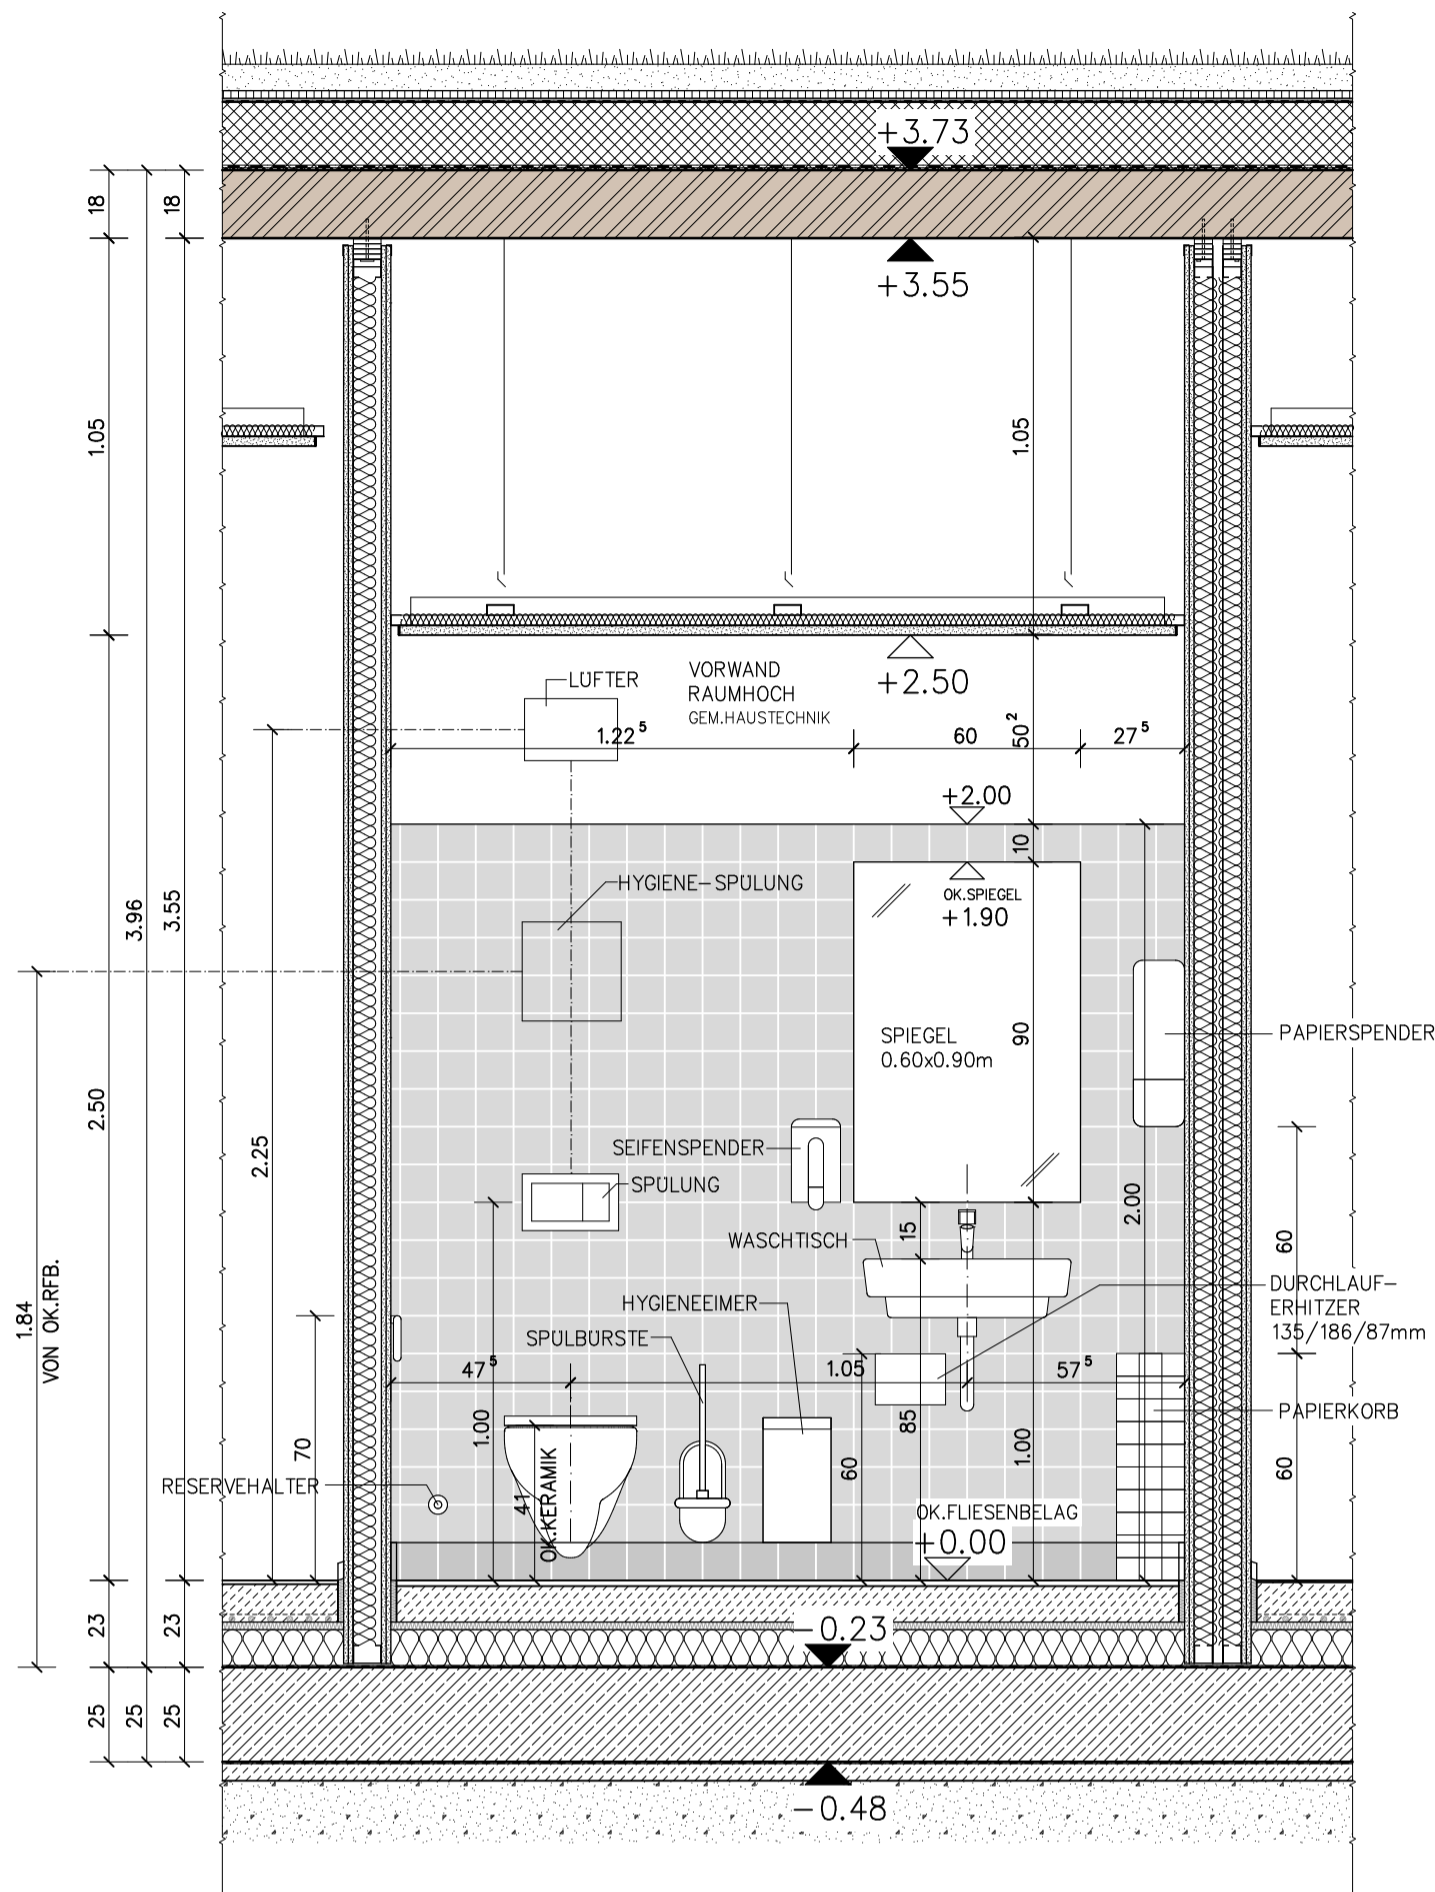 +3.73
18
18
+3.55
1.05
1.05
+2.50
LÜFTER
VORWAND
RAUMHOCH
GEM.HAUSTECHNIK
1.22⁵
60
50²
27⁵
+2.00
10
HYGIENE-SPÜLUNG
OK.SPIEGEL
+1.90
3.96
3.55
SPIEGEL
0.60x0.90m
90
PAPIERSPENDER
2.50
2.25
SEIFENSPENDER
SPÜLUNG
2.00
WASCHTISCH
15
60
1.84
VON OK.RFB.
HYGIENEEIMER
DURCHLAUF-
ERHITZER
135/186/87mm
SPÜLBÜRSTE
47⁵
1.05
57⁵
PAPIERKORB
70
1.00
85
1.00
60
60
RESERVEHALTER
41
OK.KERAMIK
OK.FLIESENBELAG
+0.00
23
23
-0.23
25
25
25
-0.48